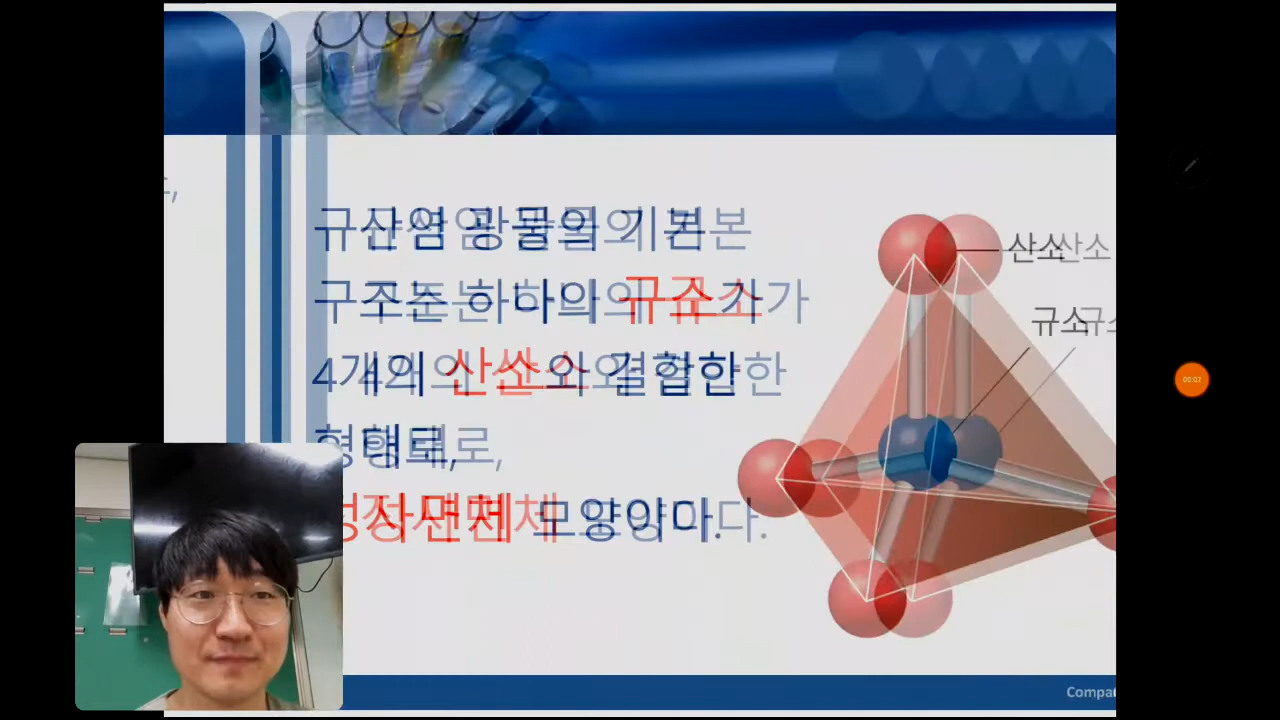 규산염 광물의 기본
구조는 하나의 규소가
4개의 산소와 결합한
형태로,
정사면체 모양이다.
산소
규소
00:02